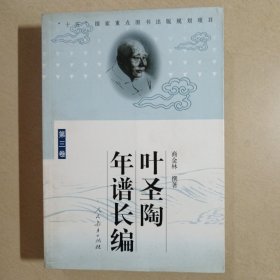 “十五”国家重点图书出版规划项目
第三卷
商金林 撰著
叶圣陶
年谱长编
人民教育出版社